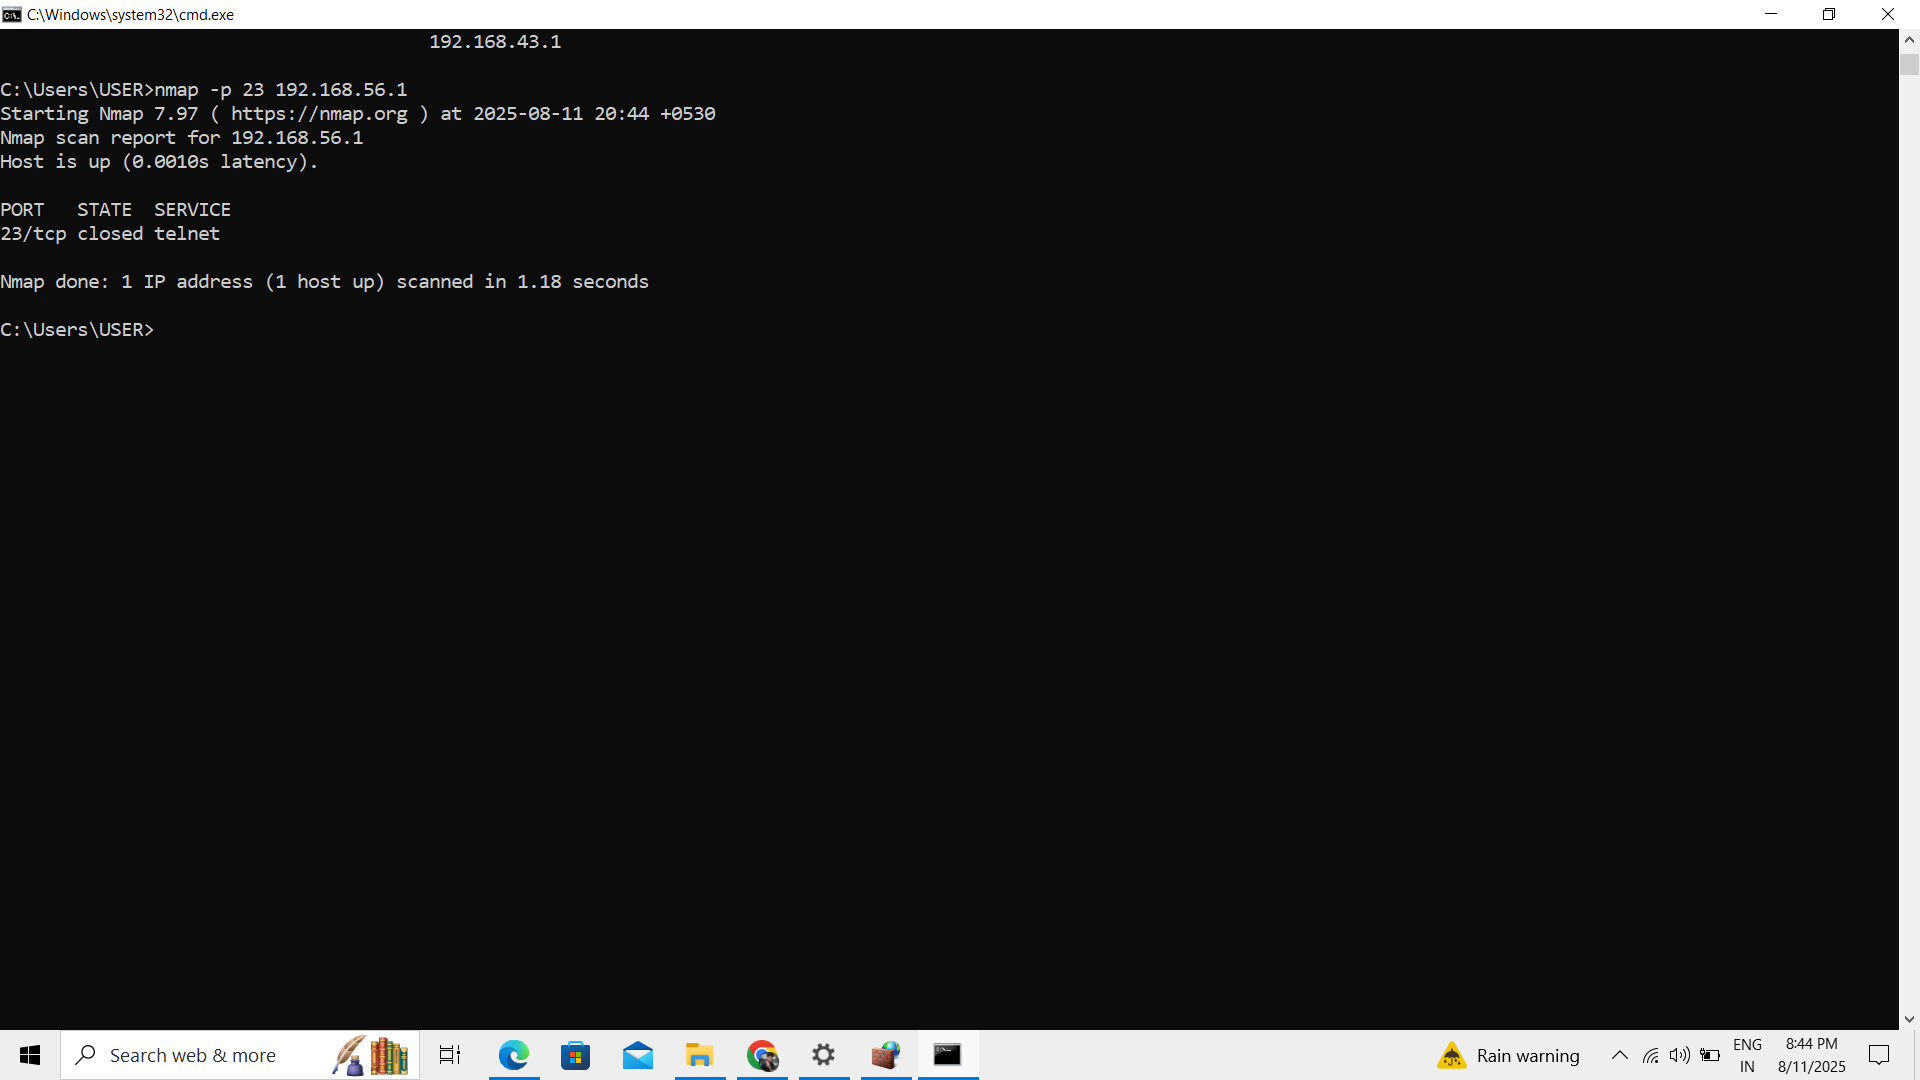 C:\Windows\system32\cmd.exe
192.168.43.1
C:\Users\USER>nmap -p 23 192.168.56.1
Starting Nmap 7.97 ( https://nmap.org ) at 2025-08-11 20:44 +0530
Nmap scan report for 192.168.56.1
Host is up (0.0010s latency).
PORT   STATE  SERVICE
23/tcp closed telnet
Nmap done: 1 IP address (1 host up) scanned in 1.18 seconds
C:\Users\USER>
Search web & more
Rain warning
ENG
IN
8:44 PM
8/11/2025